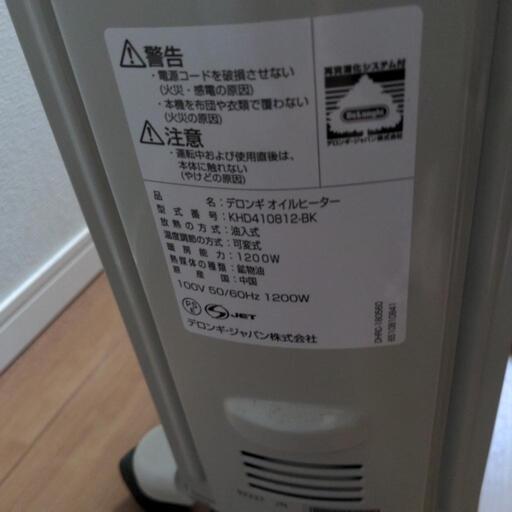 警告
・電源コードを破損させない
(火災・感電の原因)
・本機を布団や衣類で覆わない
(火災の原因)
注意
・運転中および使用直後は、
本体に触れない
(やけどの原因)
再資源化システム付
DeLonghi
デロンギ・ジャパン株式会社
品名：デロンギ オイルヒーター
型式番号：KHD410812-BK
放熱の方式：油入式
温度調節の方式：可変式
暖房能力：1200W
熱媒体の種類：鉱物油
原産国：中国
100V 50/60Hz 1200W
PSE
JET
デロンギ・ジャパン株式会社